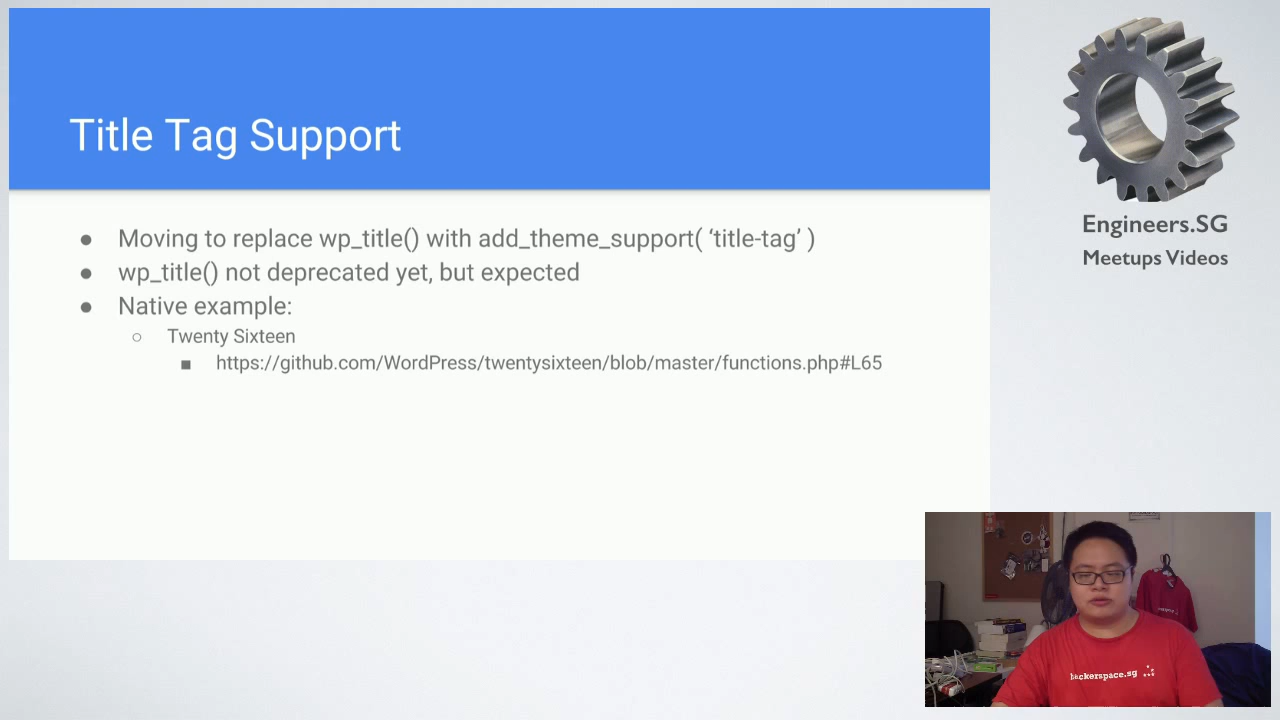 Title Tag Support
● Moving to replace wp_title() with add_theme_support( ‘title-tag’ )
● wp_title() not deprecated yet, but expected
● Native example:
○ Twenty Sixteen
■ https://github.com/WordPress/twentysixteen/blob/master/functions.php#L65
Engineers.SG
Meetups Videos
hackerspace.sg